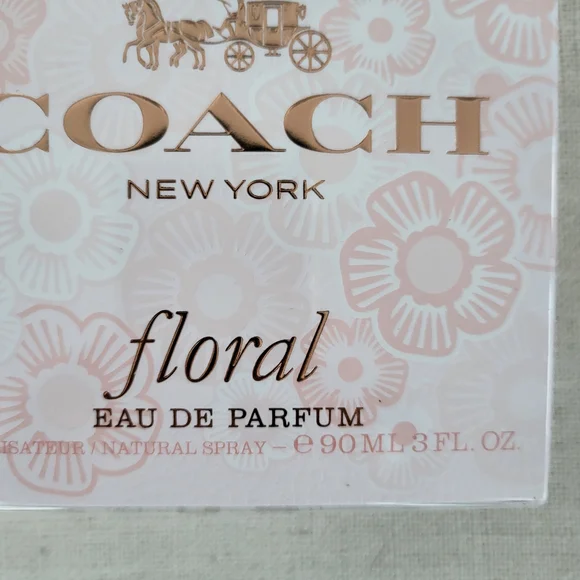 COACH
NEW YORK
floral
EAU DE PARFUM
ISATEUR / NATURAL SPRAY – ℮ 90 ML 3 FL. OZ.